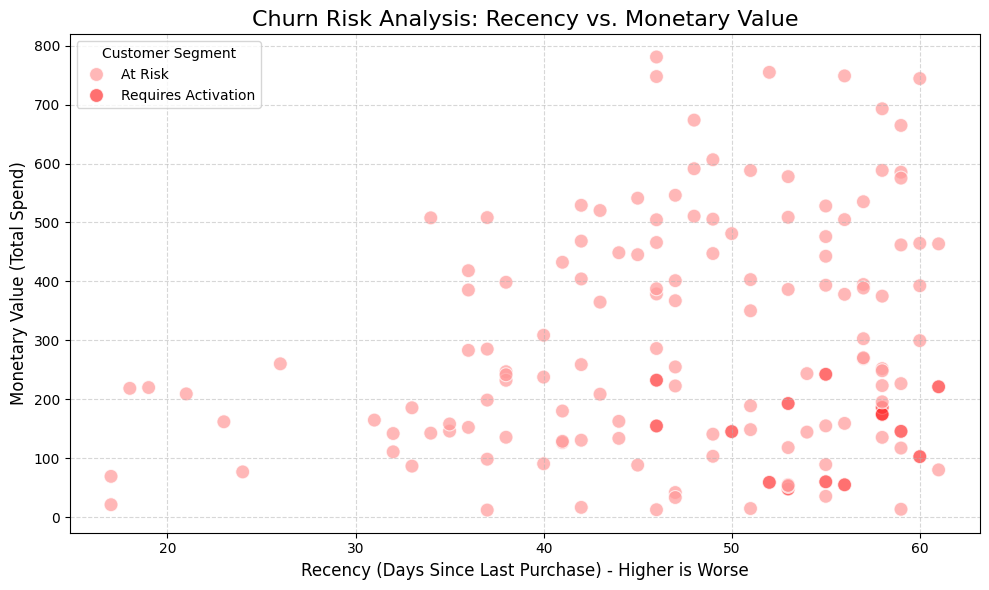 Churn Risk Analysis: Recency vs. Monetary Value
Customer Segment
At Risk
Requires Activation
Monetary Value (Total Spend)
800
700
600
500
400
300
200
100
0
20
30
40
50
60
Recency (Days Since Last Purchase) - Higher is Worse